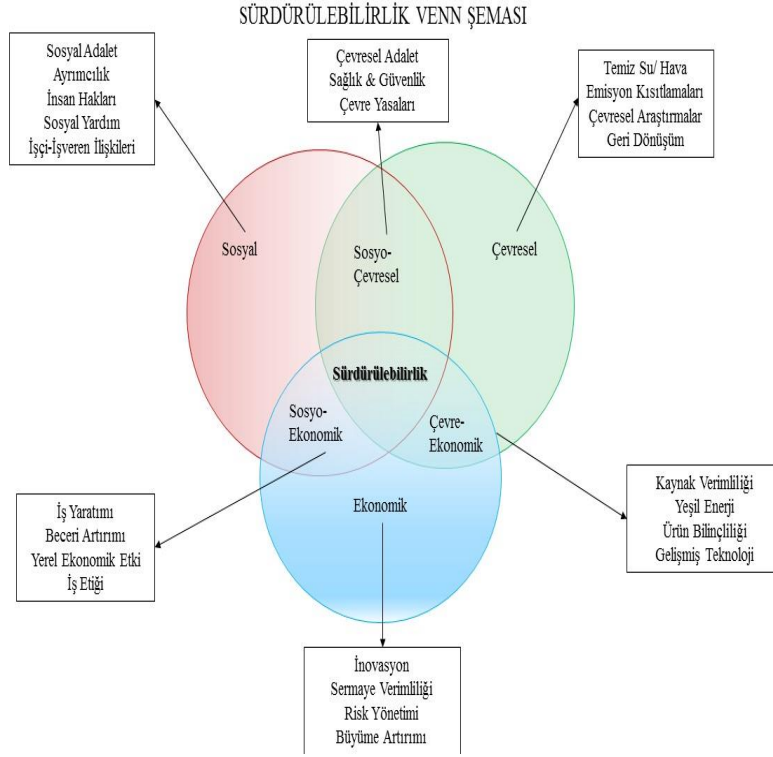 SÜRDÜRÜLEBİLİRLİK VENN ŞEMASI
Sosyal Adalet
Ayrımcılık
İnsan Hakları
Sosyal Yardım
İşçi-İşveren İlişkileri
Çevresel Adalet
Sağlık & Güvenlik
Çevre Yasaları
Temiz Su/ Hava
Emisyon Kısıtlamaları
Çevresel Araştırmalar
Geri Dönüşüm
Sosyal
Sosyo-
Çevresel
Çevresel
Sürdürülebilirlik
Sosyo-
Ekonomik
Çevre-
Ekonomik
Ekonomik
İş Yaratımı
Beceri Artırımı
Yerel Ekonomik Etki
İş Etiği
Kaynak Verimliliği
Yeşil Enerji
Ürün Bilinçliliği
Gelişmiş Teknoloji
İnovasyon
Sermaye Verimliliği
Risk Yönetimi
Büyüme Artırımı